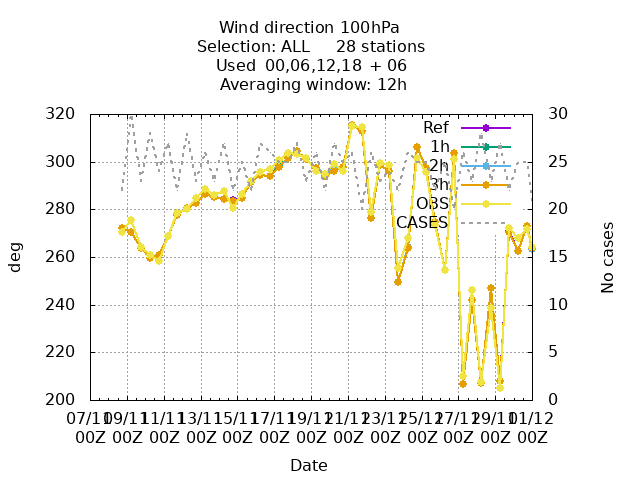 Wind direction 100hPa
Selection: ALL 28 stations
Used 00,06,12,18 + 06
Averaging window: 12h
320 30
Ref
1h
300 25
2h
3h
OBS
280 20
CASES
deg
260 15
No cases
240 10
220 5
200 0
07/11 09/11 11/11 13/11 15/11 17/11 19/11 21/11 23/11 25/11 27/11 29/11 01/12
00Z 00Z 00Z 00Z 00Z 00Z 00Z 00Z 00Z 00Z 00Z 00Z 00Z
Date